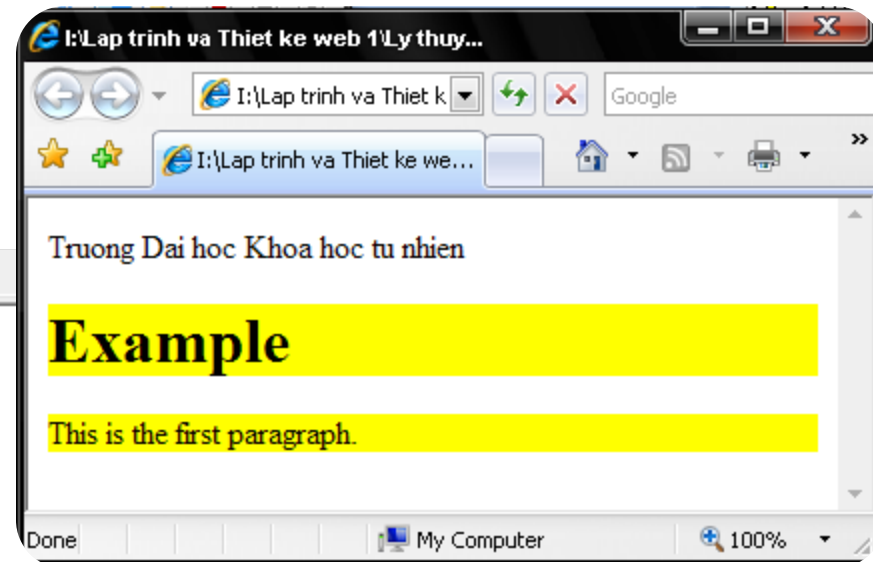 I:\Lap trinh va Thiet ke web 1\Ly thuy...
I:\Lap trinh va Thiet k
Google
I:\Lap trinh va Thiet ke we...
»
Truong Dai hoc Khoa hoc tu nhien
Example
This is the first paragraph.
Done
My Computer
100%